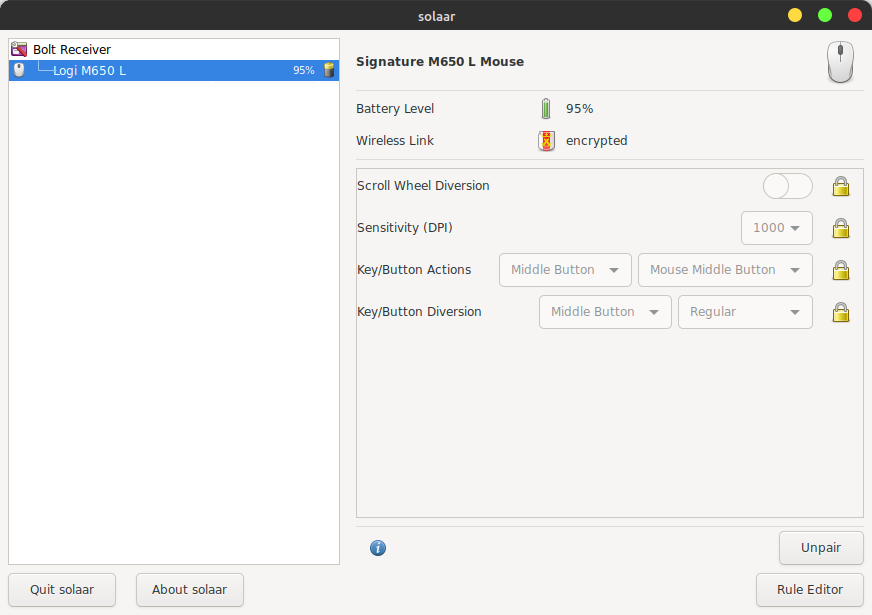 solaar
Bolt Receiver
Logi M650 L 95%
Signature M650 L Mouse
Battery Level 95%
Wireless Link encrypted
Scroll Wheel Diversion
Sensitivity (DPI) 1000
Key/Button Actions Middle Button Mouse Middle Button
Key/Button Diversion Middle Button Regular
Unpair
Quit solaar About solaar Rule Editor